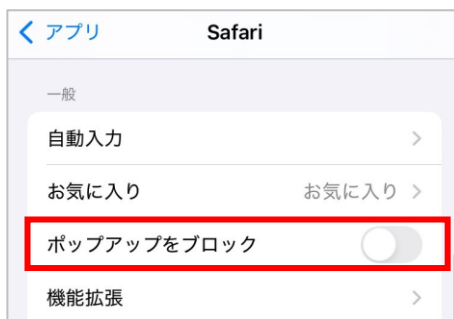 アプリ Safari
一般
自動入力
お気に入り お気に入り
ポップアップをブロック
機能拡張